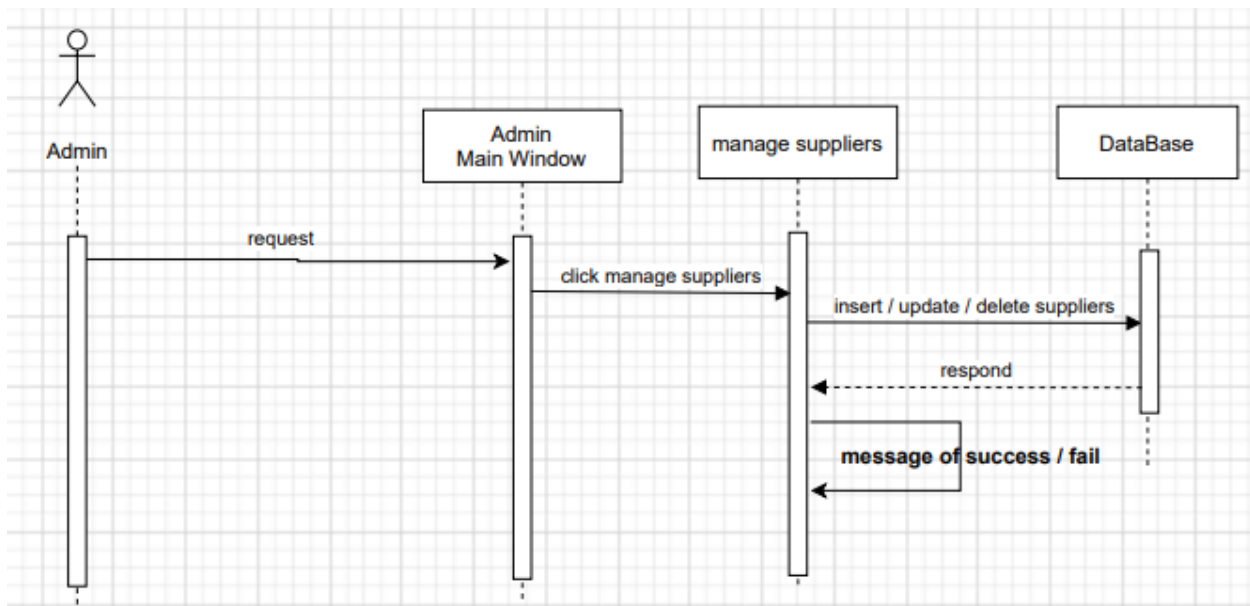 Admin
Admin
Main Window
manage suppliers
DataBase
request
click manage suppliers
insert / update / delete suppliers
respond
message of success / fail